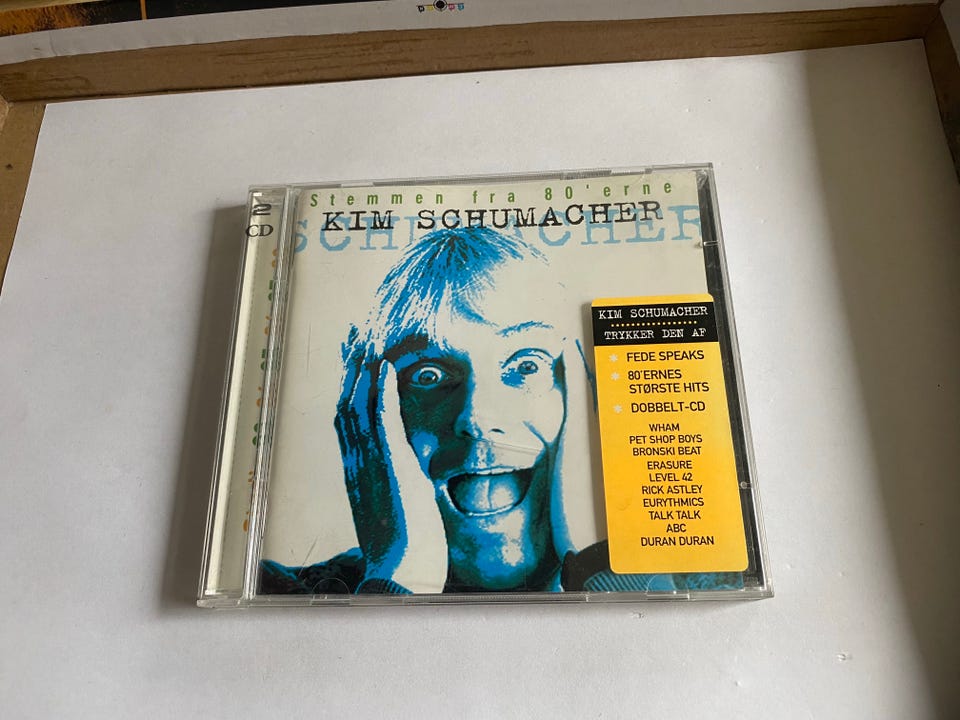 2
CD
Stemmen fra 80'erne
SCHUMACHER
KIM SCHUMACHER
KIM SCHUMACHER
TRYKKER DEN AF
* FEDE SPEAKS
* 80'ERNES
STØRSTE HITS
* DOBBELT-CD
WHAM
PET SHOP BOYS
BRONSKI BEAT
ERASURE
LEVEL 42
RICK ASTLEY
EURYTHMICS
TALK TALK
ABC
DURAN DURAN